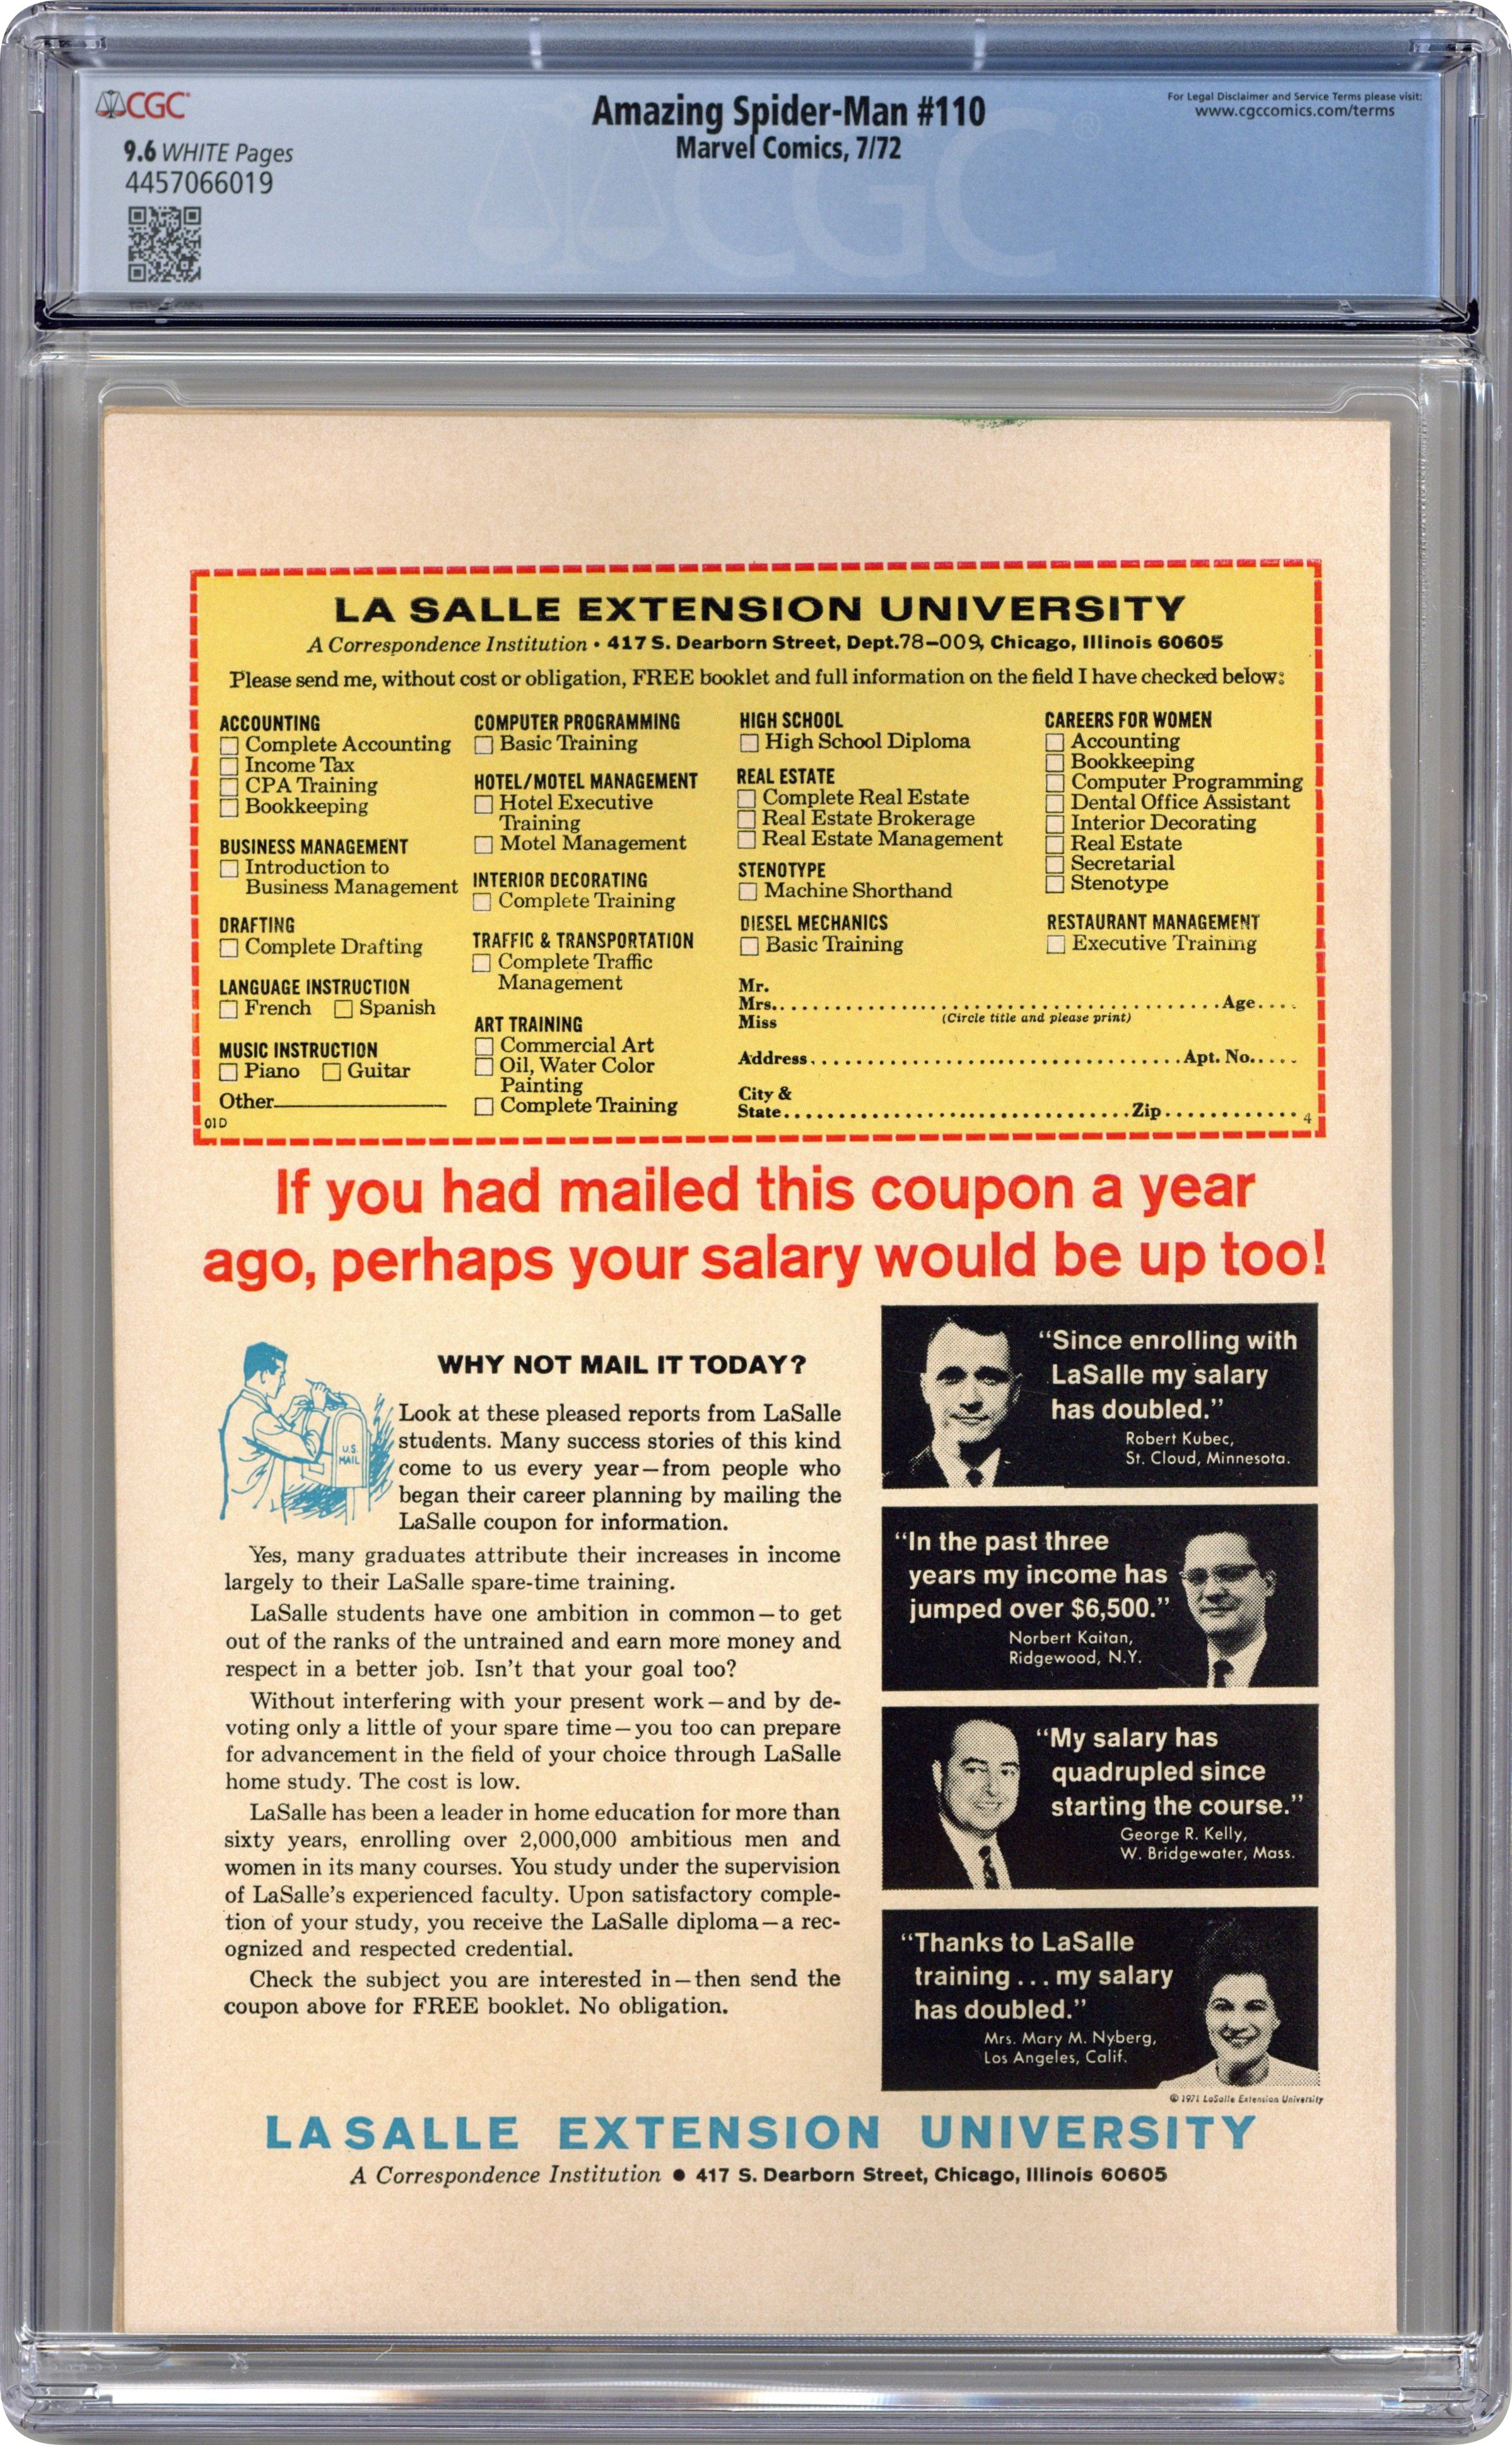 CGC
9.6 WHITE Pages
4457066019
Amazing Spider-Man #110
Marvel Comics, 7/72
For Legal Disclaimer and Service Terms please visit:
www.cgccomics.com/terms
CGC
LA SALLE EXTENSION UNIVERSITY
A Correspondence Institution • 417 S. Dearborn Street, Dept.78-009, Chicago, Illinois 60605
Please send me, without cost or obligation, FREE booklet and full information on the field I have checked below:
ACCOUNTING
Complete Accounting
Income Tax
CPA Training
Bookkeeping
BUSINESS MANAGEMENT
Introduction to
Business Management
DRAFTING
Complete Drafting
LANGUAGE INSTRUCTION
French Spanish
MUSIC INSTRUCTION
Piano Guitar
Other
01D
COMPUTER PROGRAMMING
Basic Training
HOTEL/MOTEL MANAGEMENT
Hotel Executive
Training
Motel Management
INTERIOR DECORATING
Complete Training
TRAFFIC & TRANSPORTATION
Complete Traffic
Management
ART TRAINING
Commercial Art
Oil, Water Color
Painting
Complete Training
HIGH SCHOOL
High School Diploma
REAL ESTATE
Complete Real Estate
Real Estate Brokerage
Real Estate Management
STENOTYPE
Machine Shorthand
DIESEL MECHANICS
Basic Training
CAREERS FOR WOMEN
Accounting
Bookkeeping
Computer Programming
Dental Office Assistant
Interior Decorating
Real Estate
Secretarial
Stenotype
RESTAURANT MANAGEMENT
Executive Training
Mr.
Mrs. Age
Miss (Circle title and please print)
Address Apt. No.
City &
State Zip
4
If you had mailed this coupon a year
ago, perhaps your salary would be up too!
U.S.
MAIL
WHY NOT MAIL IT TODAY?
Look at these pleased reports from LaSalle
students. Many success stories of this kind
come to us every year—from people who
began their career planning by mailing the
LaSalle coupon for information.
Yes, many graduates attribute their increases in income
largely to their LaSalle spare-time training.
LaSalle students have one ambition in common—to get
out of the ranks of the untrained and earn more money and
respect in a better job. Isn't that your goal too?
Without interfering with your present work—and by de-
voting only a little of your spare time—you too can prepare
for advancement in the field of your choice through LaSalle
home study. The cost is low.
LaSalle has been a leader in home education for more than
sixty years, enrolling over 2,000,000 ambitious men and
women in its many courses. You study under the supervision
of LaSalle's experienced faculty. Upon satisfactory comple-
tion of your study, you receive the LaSalle diploma—a rec-
ognized and respected credential.
Check the subject you are interested in—then send the
coupon above for FREE booklet. No obligation.
"Since enrolling with
LaSalle my salary
has doubled."
Robert Kubec,
St. Cloud, Minnesota.
"In the past three
years my income has
jumped over $6,500."
Norbert Kaitan,
Ridgewood, N.Y.
"My salary has
quadrupled since
starting the course."
George R. Kelly,
W. Bridgewater, Mass.
"Thanks to LaSalle
training . . . my salary
has doubled."
Mrs. Mary M. Nyberg,
Los Angeles, Calif.
© 1971 LaSalle Extension University
LASALLE EXTENSION UNIVERSITY
A Correspondence Institution ● 417 S. Dearborn Street, Chicago, Illinois 60605